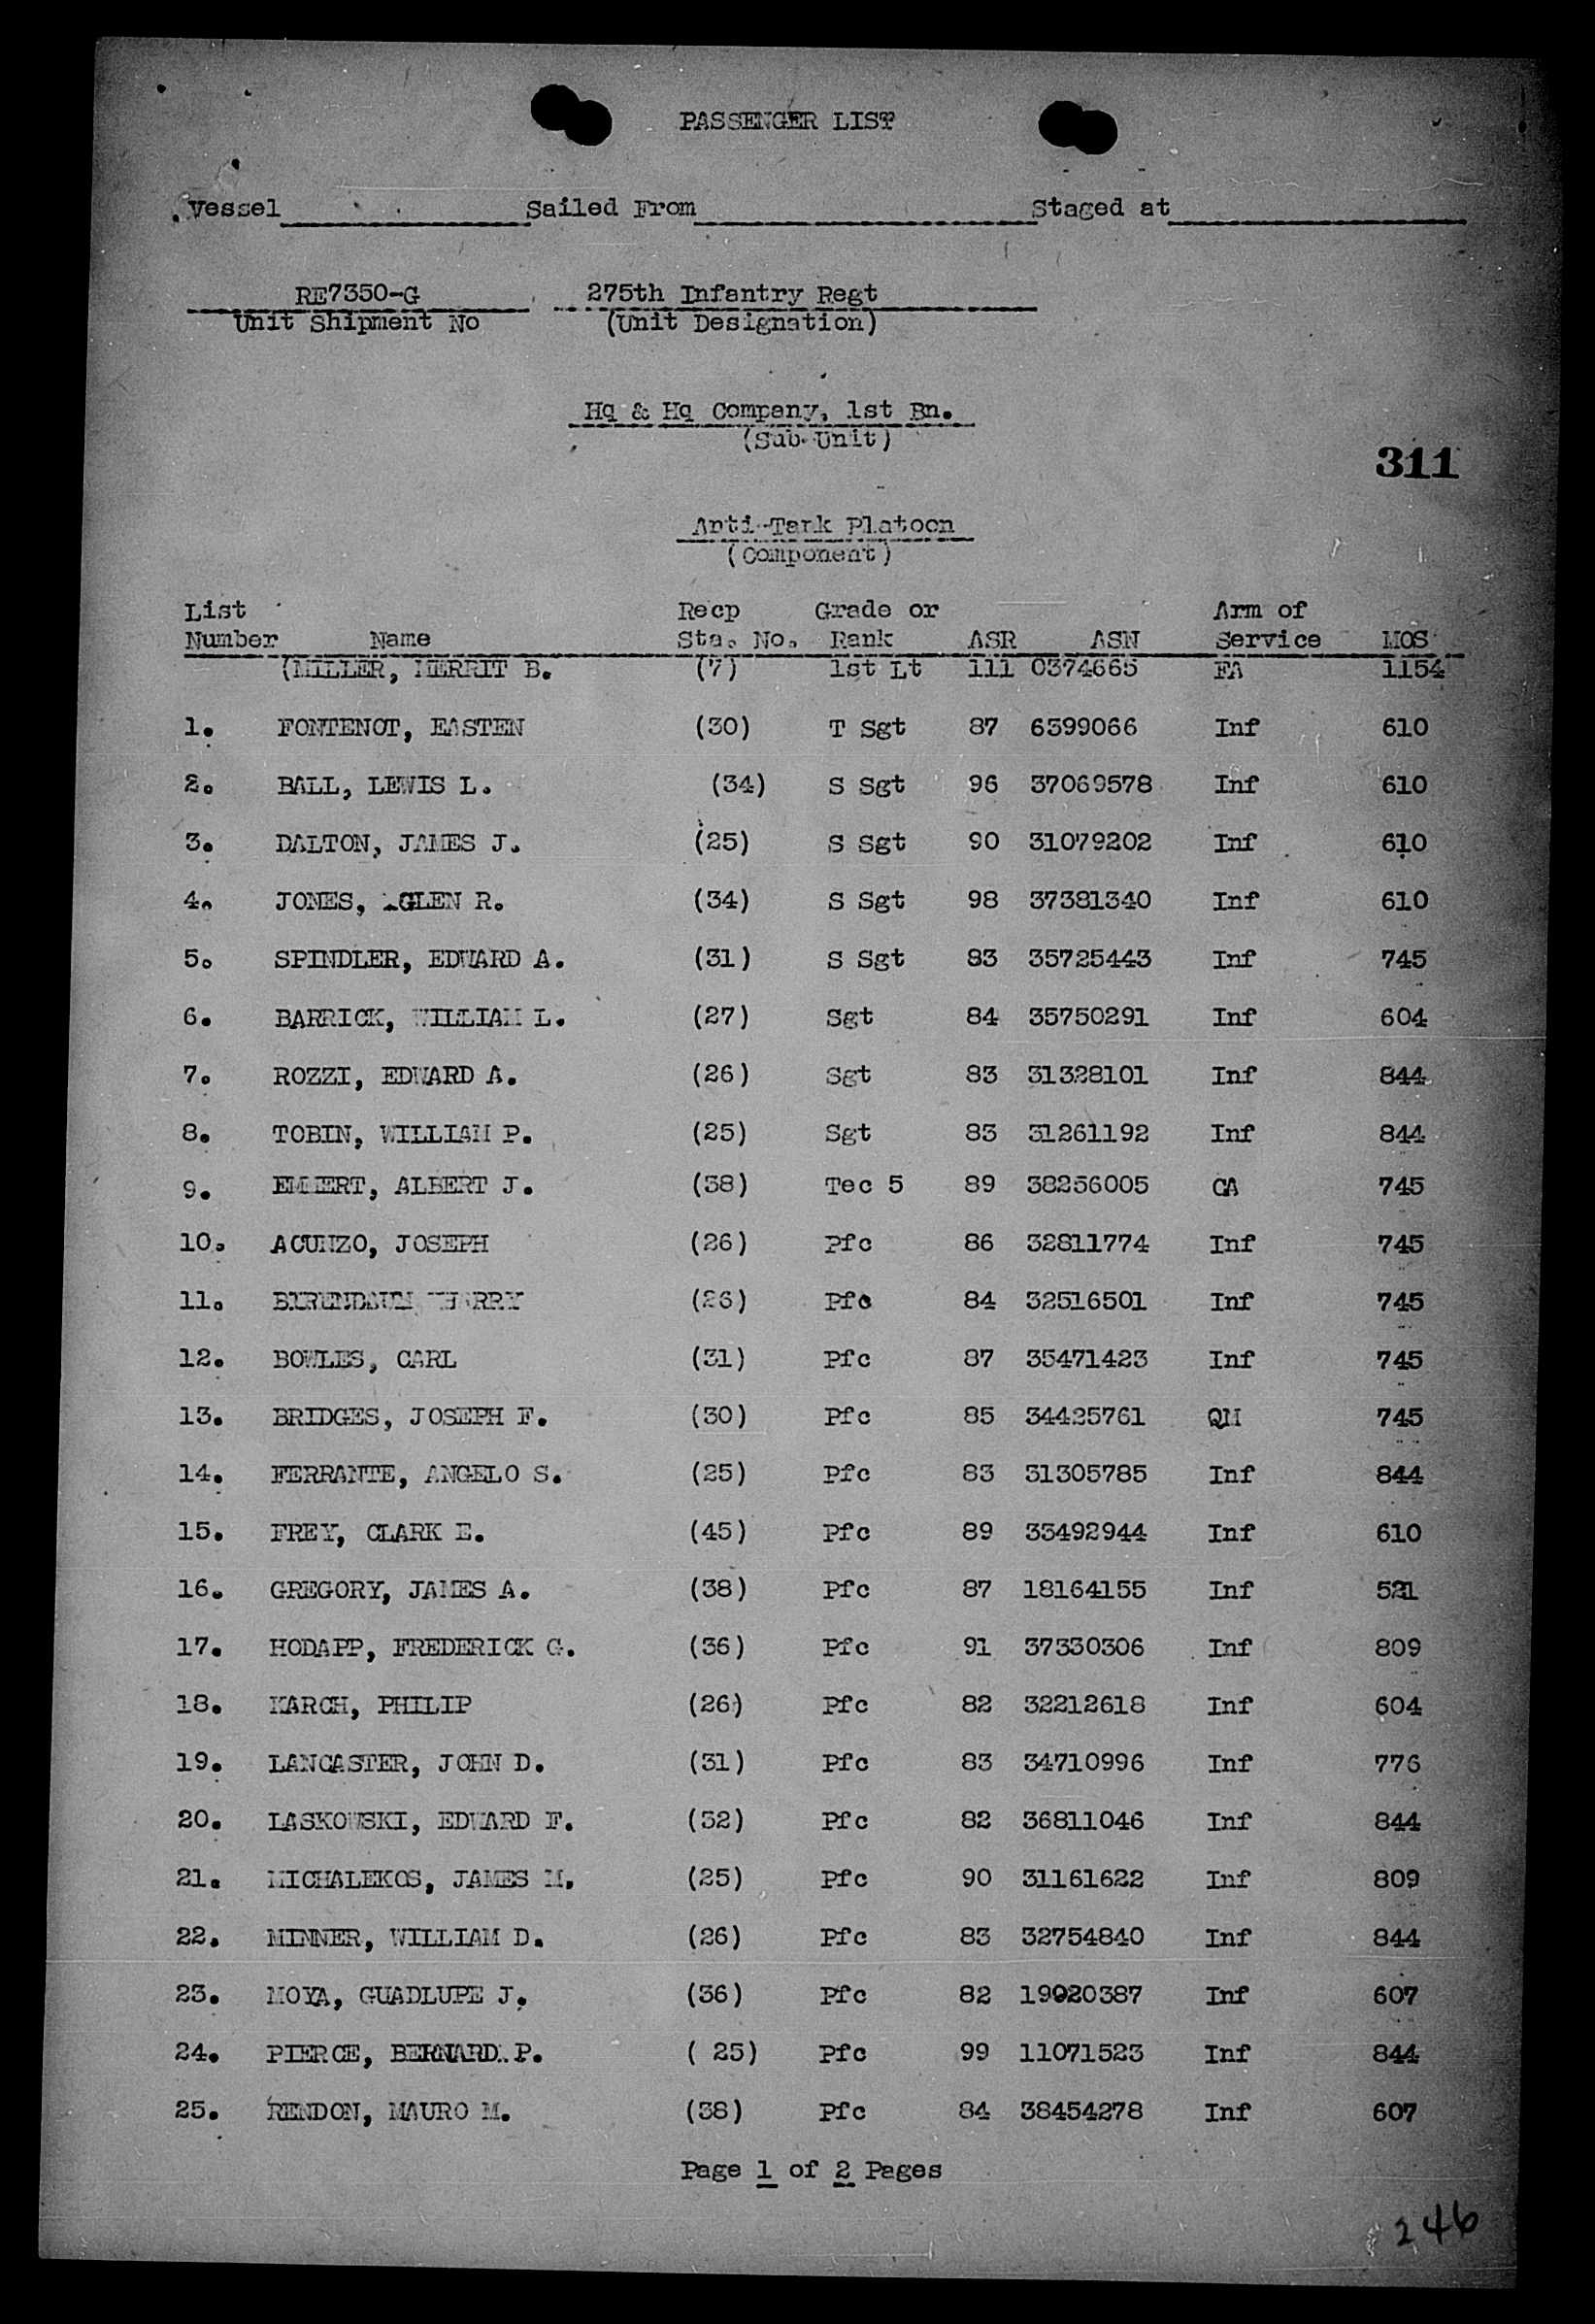 PASSENGER LIST
Vessel Sailed From Staged at
RE7350-G 275th Infantry Regt
Unit Shipment No (Unit Designation)
Hq & Hq Company, 1st Bn.
(Sub-Unit)
311
Anti-Tank Platoon
(Component)
List Recp Grade or Arm of
Number Name Sta. No. Rank ASR ASN Service MOS
(MILLER, MERRIT B. (7) 1st Lt 111 0374665 FA 1154
1. FONTENOT, EASTEN (30) T Sgt 87 6399066 Inf 610
2. BALL, LEWIS L. (34) S Sgt 96 37069578 Inf 610
3. DALTON, JAMES J. (25) S Sgt 90 31079202 Inf 610
4. JONES, GLEN R. (34) S Sgt 98 37381340 Inf 610
5. SPINDLER, EDWARD A. (31) S Sgt 83 35725443 Inf 745
6. BARRICK, WILLIAM L. (27) Sgt 84 35750291 Inf 604
7. ROZZI, EDWARD A. (26) Sgt 83 31328101 Inf 844
8. TOBIN, WILLIAM P. (25) Sgt 83 31261192 Inf 844
9. EMMERT, ALBERT J. (38) Tec 5 89 38256005 CA 745
10. ACUNZO, JOSEPH (26) Pfc 86 32811774 Inf 745
11. (26) Pfc 84 32516501 Inf 745
12. BOWLES, CARL (31) Pfc 87 35471423 Inf 745
13. BRIDGES, JOSEPH F. (30) Pfc 85 34425761 QM 745
14. FERRANTE, ANGELO S. (25) Pfc 83 31305785 Inf 844
15. FREY, CLARK E. (45) Pfc 89 33492944 Inf 610
16. GREGORY, JAMES A. (38) Pfc 87 18164155 Inf 521
17. HODAPP, FREDERICK G. (36) Pfc 91 37330306 Inf 809
18. KARCH, PHILIP (26) Pfc 82 32212618 Inf 604
19. LANCASTER, JOHN D. (31) Pfc 83 34710996 Inf 776
20. LASKOWSKI, EDWARD F. (32) Pfc 82 36811046 Inf 844
21. MICHALEKOS, JAMES M. (25) Pfc 90 31161622 Inf 809
22. MINNER, WILLIAM D. (26) Pfc 83 32754840 Inf 844
23. MOYA, GUADLUPE J. (36) Pfc 82 19020387 Inf 607
24. PIERCE, BERNARD P. ( 25) Pfc 99 11071523 Inf 844
25. RENDON, MAURO M. (38) Pfc 84 38454278 Inf 607
Page 1 of 2 Pages
246